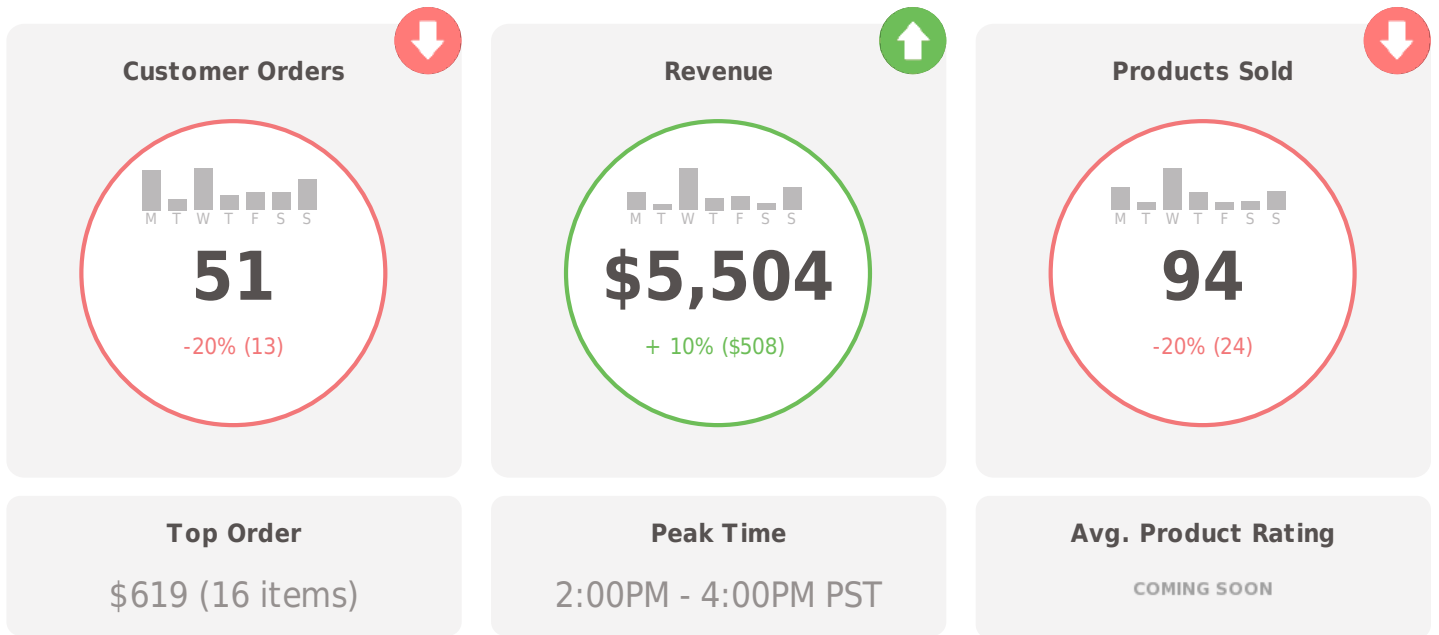 Customer Orders
M T W T F S S
51
-20% (13)
Revenue
M T W T F S S
$5,504
+ 10% ($508)
Products Sold
M T W T F S S
94
-20% (24)
Top Order
$619 (16 items)
Peak Time
2:00PM - 4:00PM PST
Avg. Product Rating
COMING SOON